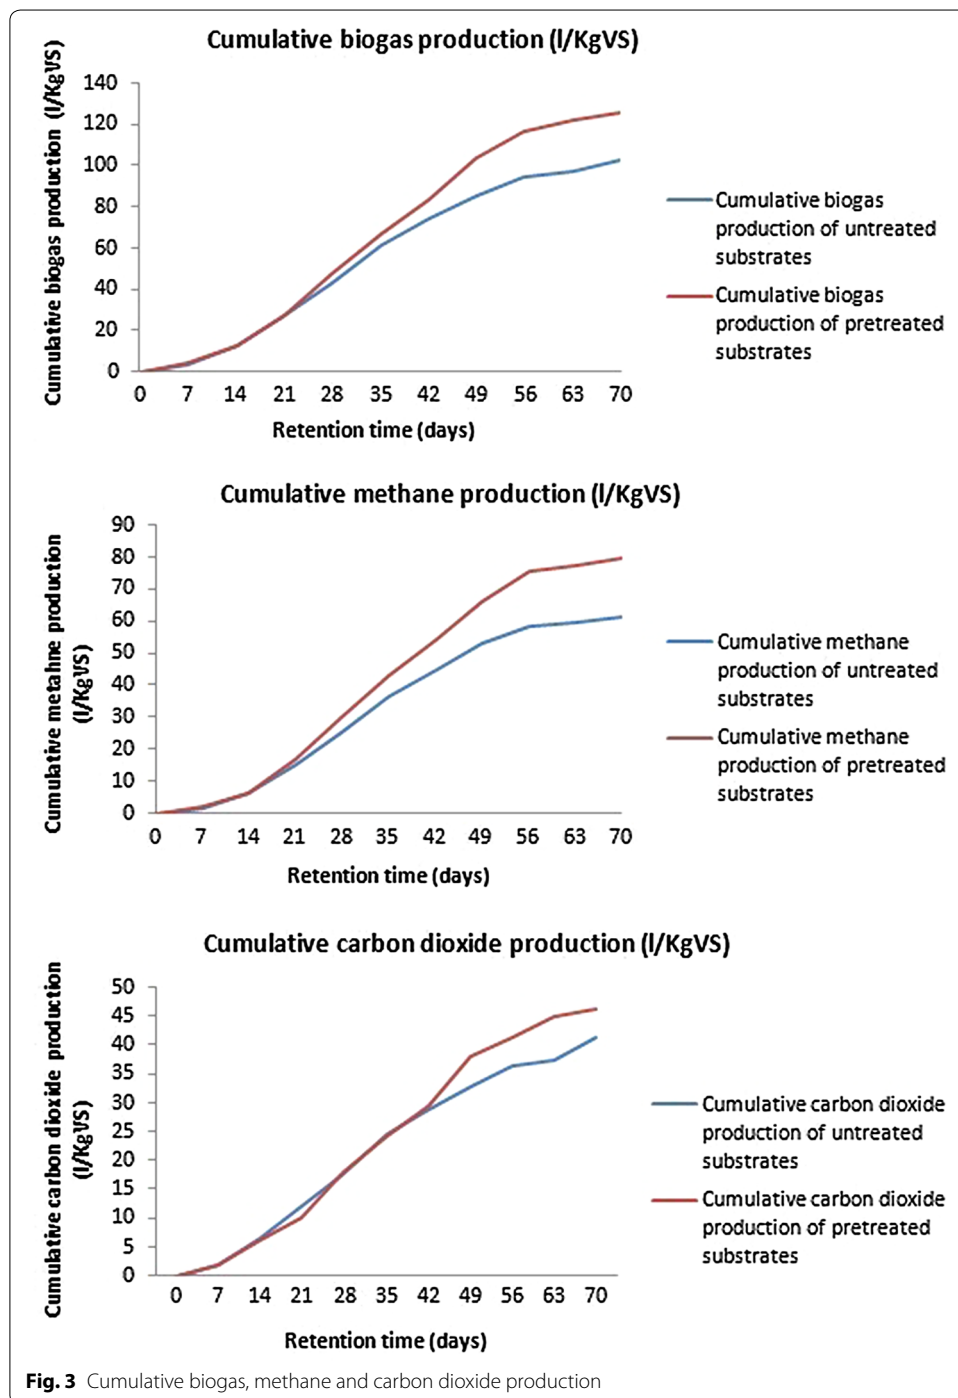 Cumulative biogas production (l/KgVS)
Cumulative biogas production (l/KgVS)
140
120
100
80
60
40
20
0
0 7 14 21 28 35 42 49 56 63 70
Retention time (days)
Cumulative biogas
production of untreated
substrates
Cumulative biogas
production of pretreated
substrates
Cumulative methane production (l/KgVS)
Cumulative metahne production
(l/KgVS)
90
80
70
60
50
40
30
20
10
0
0 7 14 21 28 35 42 49 56 63 70
Retention time (days)
Cumulative methane
production of untreated
substrates
Cumulative methane
production of pretreated
substrates
Cumulative carbon dioxide production (l/KgVS)
Cumulative carbon dioxide production
(l/KgVS)
50
45
40
35
30
25
20
15
10
5
0
0 7 14 21 28 35 42 49 56 63 70
Retention time (days)
Cumulative carbon dioxide
production of untreated
substrates
Cumulative carbon dioxide
production of pretreated
substrates
Fig. 3 Cumulative biogas, methane and carbon dioxide production